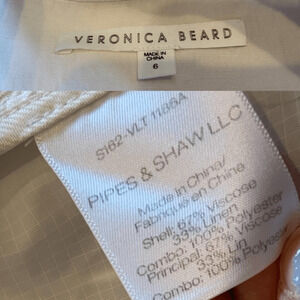 VERONICA BEARD
MADE IN
CHINA
6
S162-VLT 1166A
PIPES & SHAW LLC
Made in China/
Fabriqué en Chine
Shell: 67% Viscose
33% Linen
Combo: 100% Polyester
Principal: 67% Viscose
33% Lin
Combo: 100% Polyester